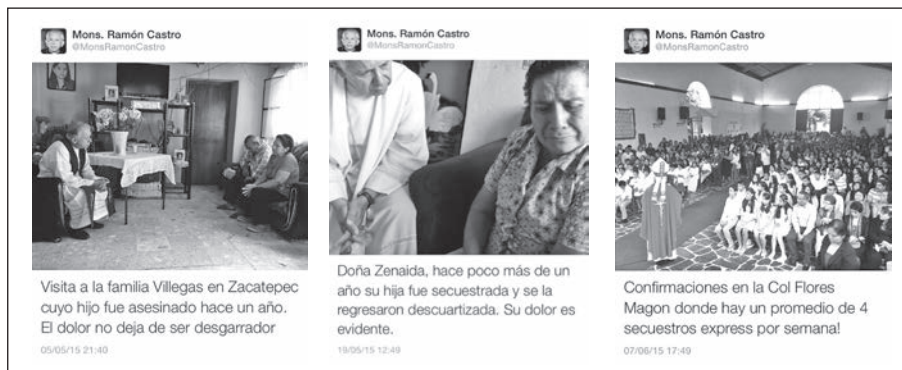 Mons. Ramón Castro
@MonsRamonCastro
Visita a la familia Villegas en Zacatepec
cuyo hijo fue asesinado hace un año.
El dolor no deja de ser desgarrador
05/05/15 21:40
Mons. Ramón Castro
@MonsRamonCastro
Doña Zenaida, hace poco más de un
año su hija fue secuestrada y se la
regresaron descuartizada. Su dolor es
evidente.
19/05/15 12:49
Mons. Ramón Castro
@MonsRamonCastro
Confirmaciones en la Col Flores
Magon donde hay un promedio de 4
secuestros express por semana!
07/06/15 17:49